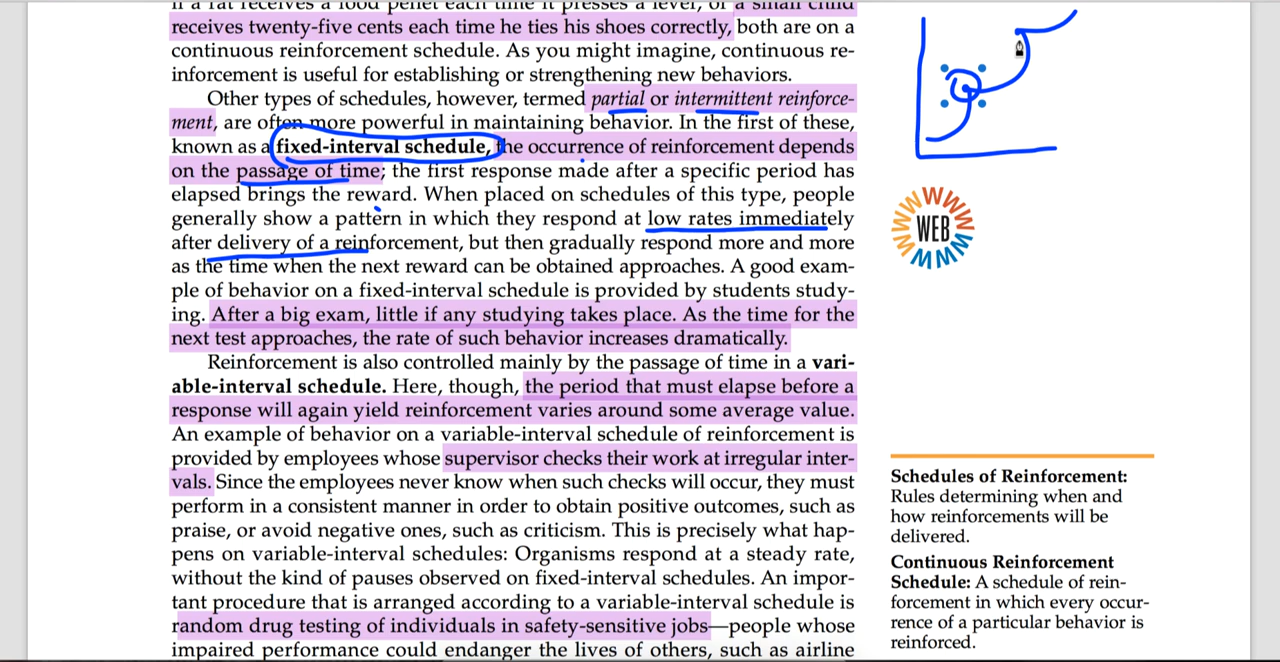 if a rat receives a food pellet each time it presses a lever, or a small child
receives twenty-five cents each time he ties his shoes correctly, both are on a
continuous reinforcement schedule. As you might imagine, continuous re-
inforcement is useful for establishing or strengthening new behaviors.
Other types of schedules, however, termed partial or intermittent reinforce-
ment, are often more powerful in maintaining behavior. In the first of these,
known as a fixed-interval schedule, the occurrence of reinforcement depends
on the passage of time; the first response made after a specific period has
elapsed brings the reward. When placed on schedules of this type, people
generally show a pattern in which they respond at low rates immediately
after delivery of a reinforcement, but then gradually respond more and more
as the time when the next reward can be obtained approaches. A good exam-
ple of behavior on a fixed-interval schedule is provided by students study-
ing. After a big exam, little if any studying takes place. As the time for the
next test approaches, the rate of such behavior increases dramatically.
Reinforcement is also controlled mainly by the passage of time in a vari-
able-interval schedule. Here, though, the period that must elapse before a
response will again yield reinforcement varies around some average value.
An example of behavior on a variable-interval schedule of reinforcement is
provided by employees whose supervisor checks their work at irregular inter-
vals. Since the employees never know when such checks will occur, they must
perform in a consistent manner in order to obtain positive outcomes, such as
praise, or avoid negative ones, such as criticism. This is precisely what hap-
pens on variable-interval schedules: Organisms respond at a steady rate,
without the kind of pauses observed on fixed-interval schedules. An impor-
tant procedure that is arranged according to a variable-interval schedule is
random drug testing of individuals in safety-sensitive jobs—people whose
impaired performance could endanger the lives of others, such as airline
WWWWWWWW
WEB
WWWW
Schedules of Reinforcement:
Rules determining when and
how reinforcements will be
delivered.
Continuous Reinforcement
Schedule: A schedule of rein-
forcement in which every occur-
rence of a particular behavior is
reinforced.